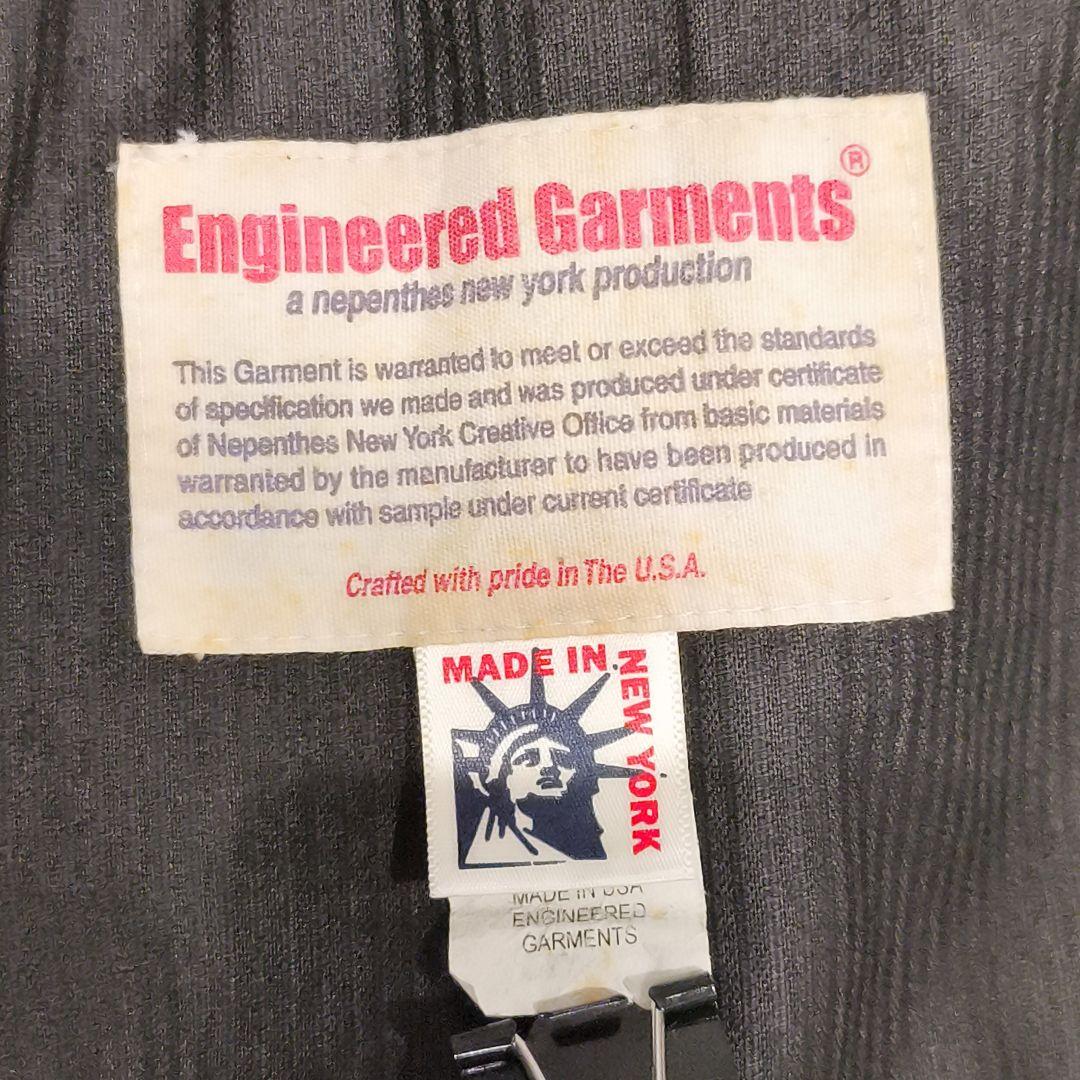 Engineered Garments®
a nepenthes new york production
This Garment is warranted to meet or exceed the standards
of specification we made and was produced under certificate
of Nepenthes New York Creative Office from basic materials
warranted by the manufacturer to have been produced in
accordance with sample under current certificate
Crafted with pride in The U.S.A.
MADE IN
NEW YORK
MADE IN USA
ENGINEERED
GARMENTS